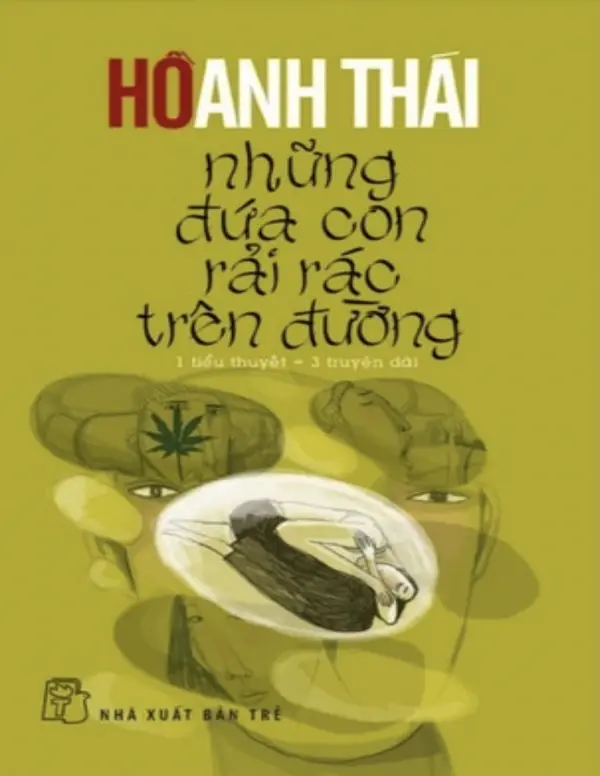 HỒ ANH THÁI
những
đứa con
rải rác
trên đường
1 tiểu thuyết - 3 truyện dài
NHÀ XUẤT BẢN TRẺ